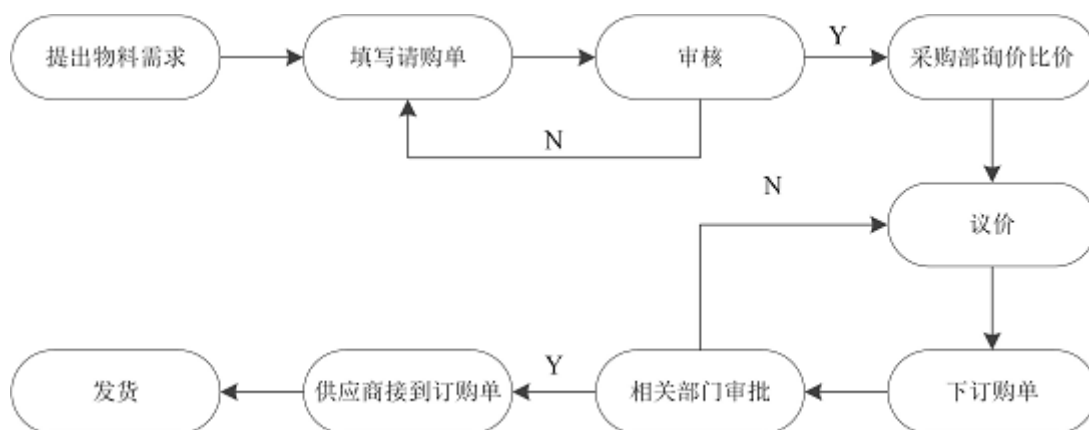 提出物料需求
填写请购单
审核
Y
采购部询价比价
N
N
议价
发货
供应商接到订购单
Y
相关部门审批
下订购单